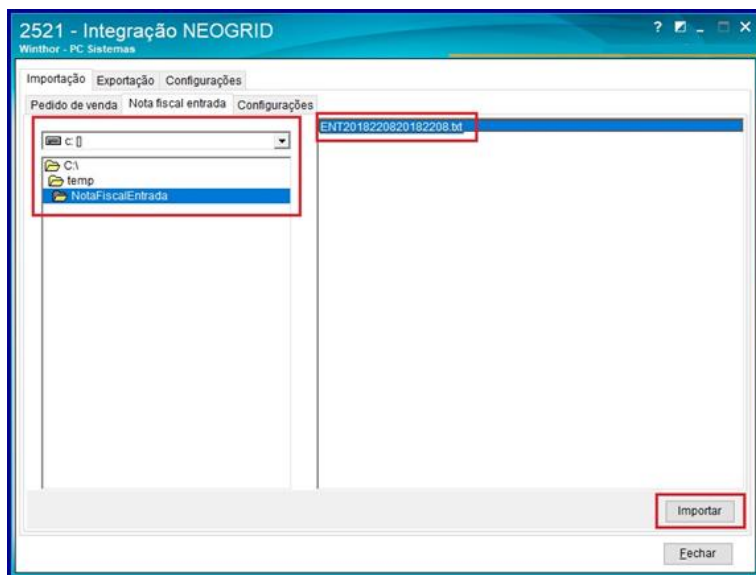 2521 - Integração NEOGRID
Winthor - PC Sistemas
Importação Exportação Configurações
Pedido de venda Nota fiscal entrada Configurações
c: []
ENT2018220820182208.txt
C:\
temp
NotaFiscalEntrada
Importar
Fechar